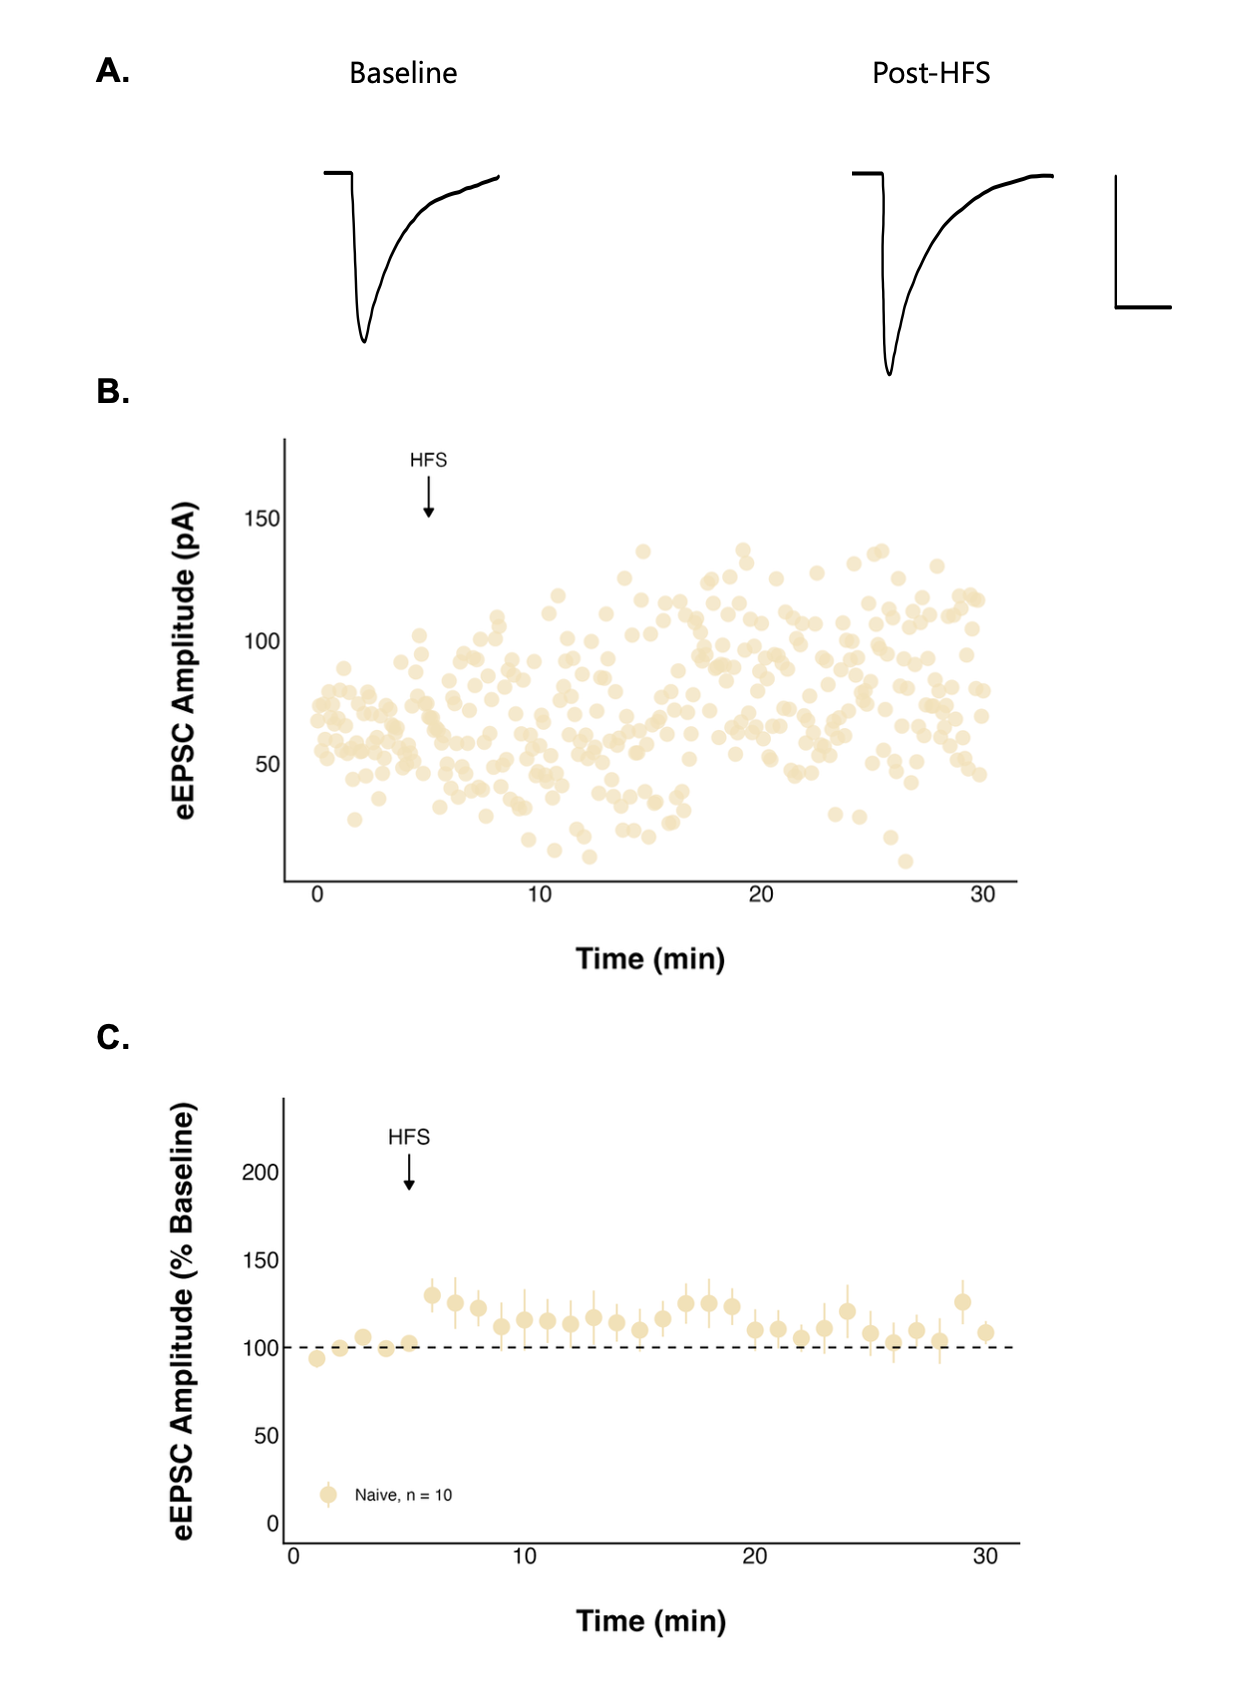 A.
Baseline
Post-HFS
B.
HFS
eEPSC Amplitude (pA)
150
100
50
0
10
20
30
Time (min)
C.
HFS
eEPSC Amplitude (% Baseline)
200
150
100
50
0
Naive, n = 10
0
10
20
30
Time (min)